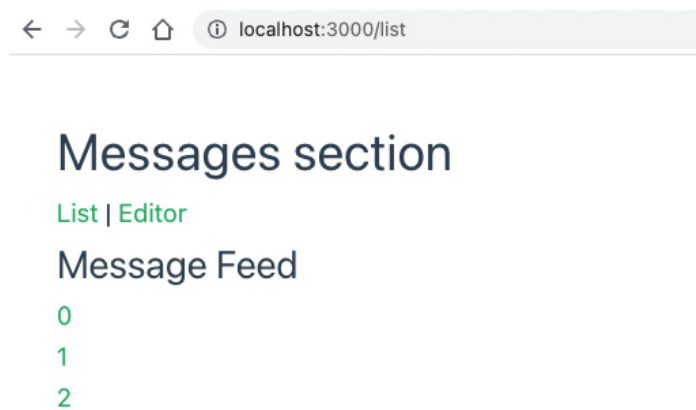 localhost:3000/list
Messages section
List | Editor
Message Feed
0
1
2